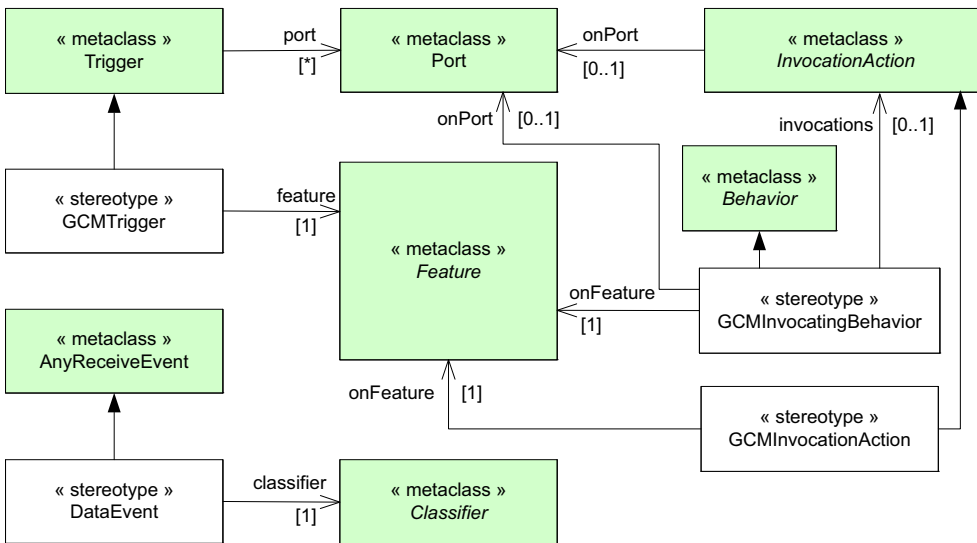 « metaclass »
Trigger
port
[*]
« metaclass »
Port
onPort
[0..1]
« metaclass »
InvocationAction
onPort
[0..1]
invocations
[0..1]
« stereotype »
GCMTrigger
feature
[1]
« metaclass »
Feature
« metaclass »
Behavior
onFeature
[1]
« stereotype »
GCMInvocatingBehavior
« metaclass »
AnyReceiveEvent
onFeature
[1]
« stereotype »
GCMInvocationAction
« stereotype »
DataEvent
classifier
[1]
« metaclass »
Classifier